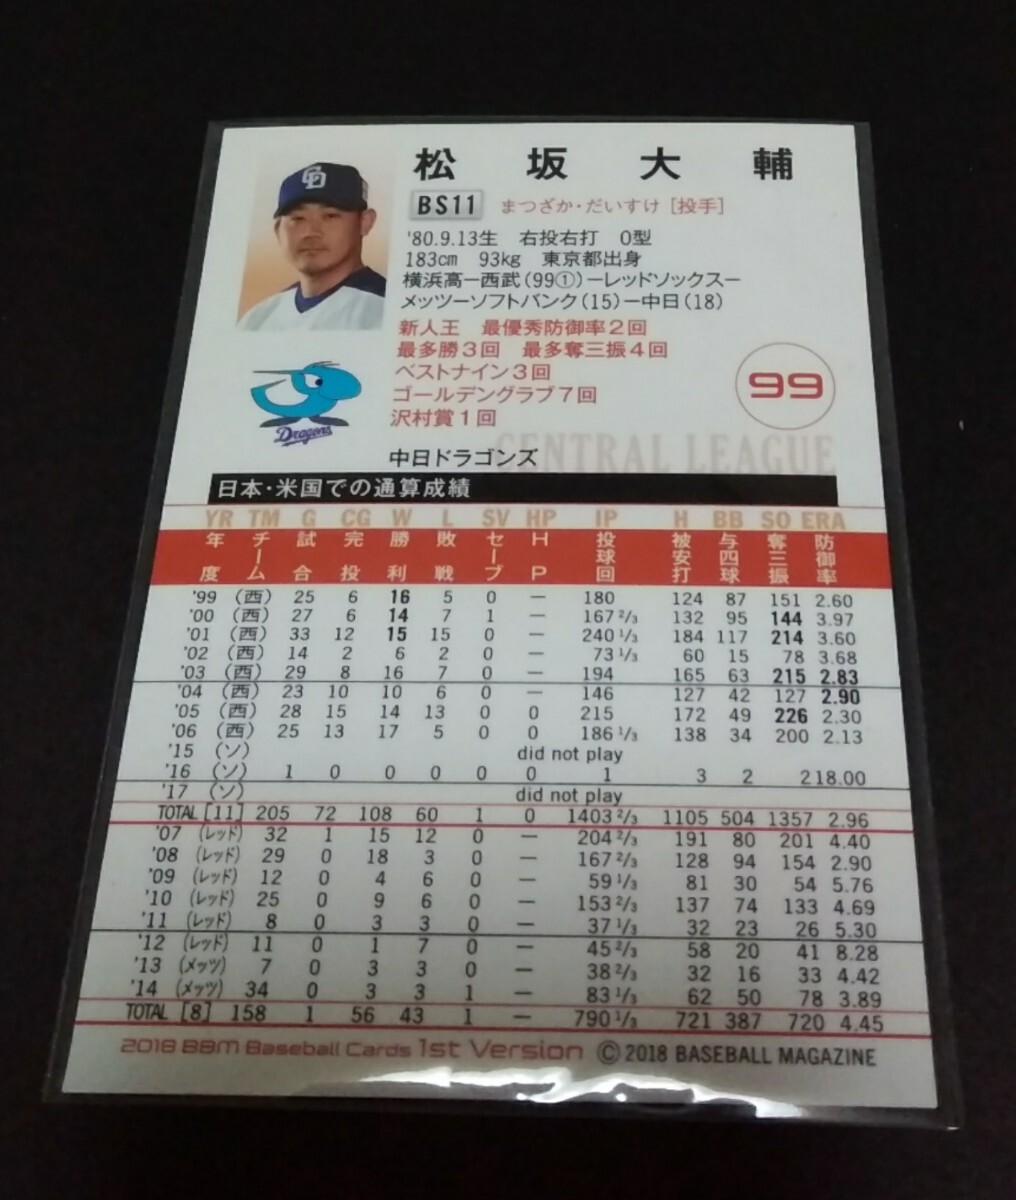 松坂大輔
BS11 まつざか・だいすけ [投手]
'80.9.13生 右投右打 O型
183cm 93kg 東京都出身
横浜高ー西武(99①)ーレッドソックスー
メッツーソフトバンク(15)ー中日(18)
新人王 最優秀防御率2回
最多勝3回 最多奪三振4回
ベストナイン3回
ゴールデングラブ7回
沢村賞1回
99
Dragons
中日ドラゴンズ
CENTRAL LEAGUE
日本・米国での通算成績
YR TM G CG W L SV HP IP H BB SO ERA
年度 チーム 試合 完投 勝利 敗戦 セーブ HP 投球回 被安打 与四球 奪三振 防御率
'99 (西) 25 6 16 5 0 ― 180 124 87 151 2.60
'00 (西) 27 6 14 7 1 ― 167 2/3 132 95 144 3.97
'01 (西) 33 12 15 15 0 ― 240 1/3 184 117 214 3.60
'02 (西) 14 2 6 2 0 ― 73 1/3 60 15 78 3.68
'03 (西) 29 8 16 7 0 ― 194 165 63 215 2.83
'04 (西) 23 10 10 6 0 ― 146 127 42 127 2.90
'05 (西) 28 15 14 13 0 0 215 172 49 226 2.30
'06 (西) 25 13 17 5 0 0 186 1/3 138 34 200 2.13
'15 (ソ) did not play
'16 (ソ) 1 0 0 0 0 0 1 3 2 2 18.00
'17 (ソ) did not play
TOTAL [11] 205 72 108 60 1 0 1403 2/3 1105 504 1357 2.96
'07 (レッド) 32 1 15 12 0 ― 204 2/3 191 80 201 4.40
'08 (レッド) 29 0 18 3 0 ― 167 2/3 128 94 154 2.90
'09 (レッド) 12 0 4 6 0 ― 59 1/3 81 30 54 5.76
'10 (レッド) 25 0 9 6 0 ― 153 2/3 137 74 133 4.69
'11 (レッド) 8 0 3 3 0 ― 37 1/3 32 23 26 5.30
'12 (レッド) 11 0 1 7 0 ― 45 2/3 58 20 41 8.28
'13 (メッツ) 7 0 3 3 0 ― 38 2/3 32 16 33 4.42
'14 (メッツ) 34 0 3 3 1 ― 83 1/3 62 50 78 3.89
TOTAL [8] 158 1 56 43 1 ― 790 1/3 721 387 720 4.45
2018 BBM Baseball Cards 1st Version © 2018 BASEBALL MAGAZINE